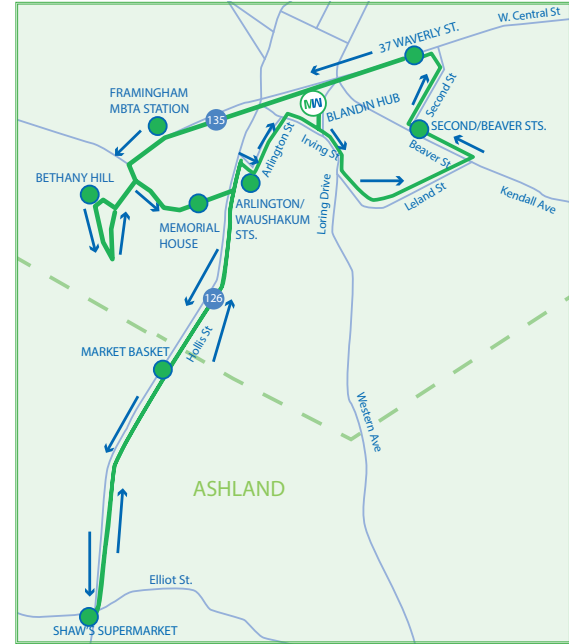 W. Central St
37 WAVERLY ST.
FRAMINGHAM
MBTA STATION
135
MW
BLANDIN HUB
Second St
SECOND/BEAVER STS.
Arlington St
Irving St
Beaver St
BETHANY HILL
Leland St
Kendall Ave
MEMORIAL
HOUSE
ARLINGTON/
WAUSHAKUM
STS.
Loring Drive
126
Hollis St
MARKET BASKET
Western Ave
ASHLAND
Elliot St.
SHAW'S SUPERMARKET